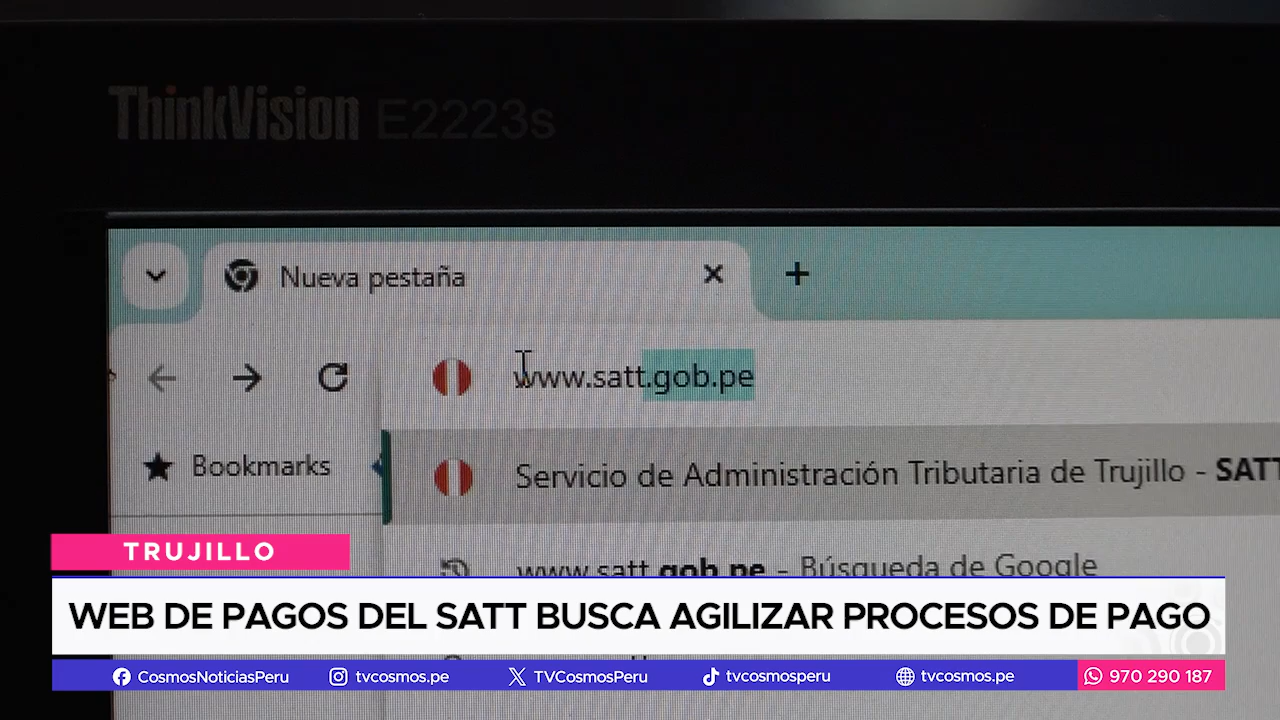 ThinkVision E2223s
Nueva pestaña
www.satt.gob.pe
Bookmarks
Servicio de Administración Tributaria de Trujillo - SATT
www.satt.gob.pe - Búsqueda de Google
TRUJILLO
WEB DE PAGOS DEL SATT BUSCA AGILIZAR PROCESOS DE PAGO
CosmosNoticiasPeru tvcosmos.pe TVCosmosPeru tvcosmosperu tvcosmos.pe 970 290 187